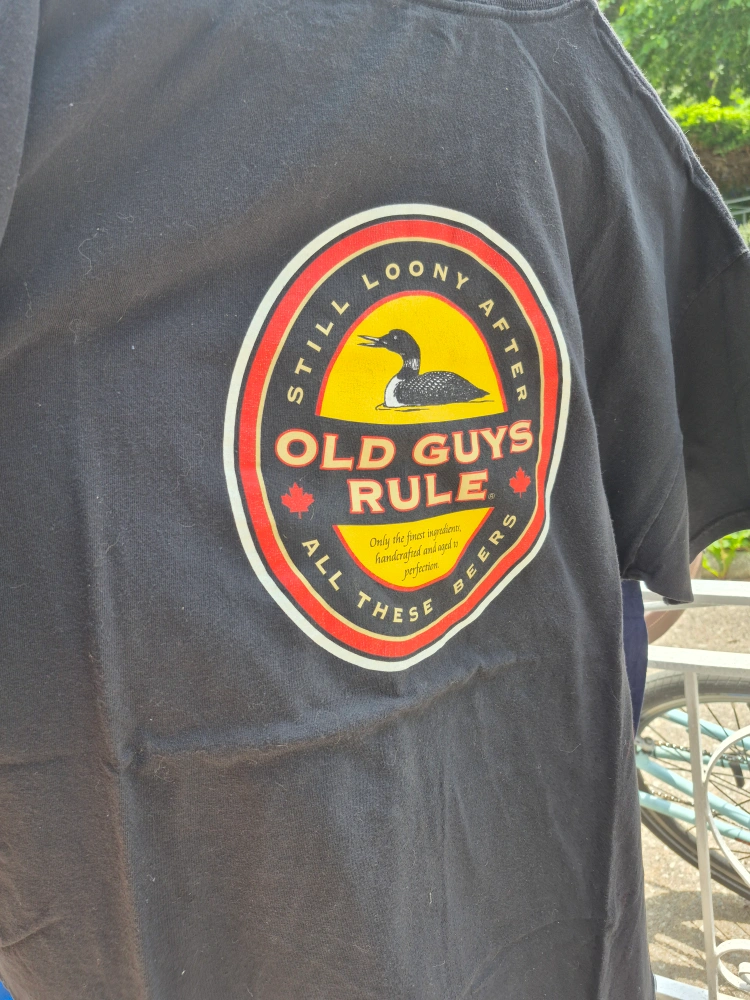 STILL LOONY AFTER
OLD GUYS
RULE®
Only the finest ingredients,
handcrafted and aged to
perfection.
ALL THESE BEERS